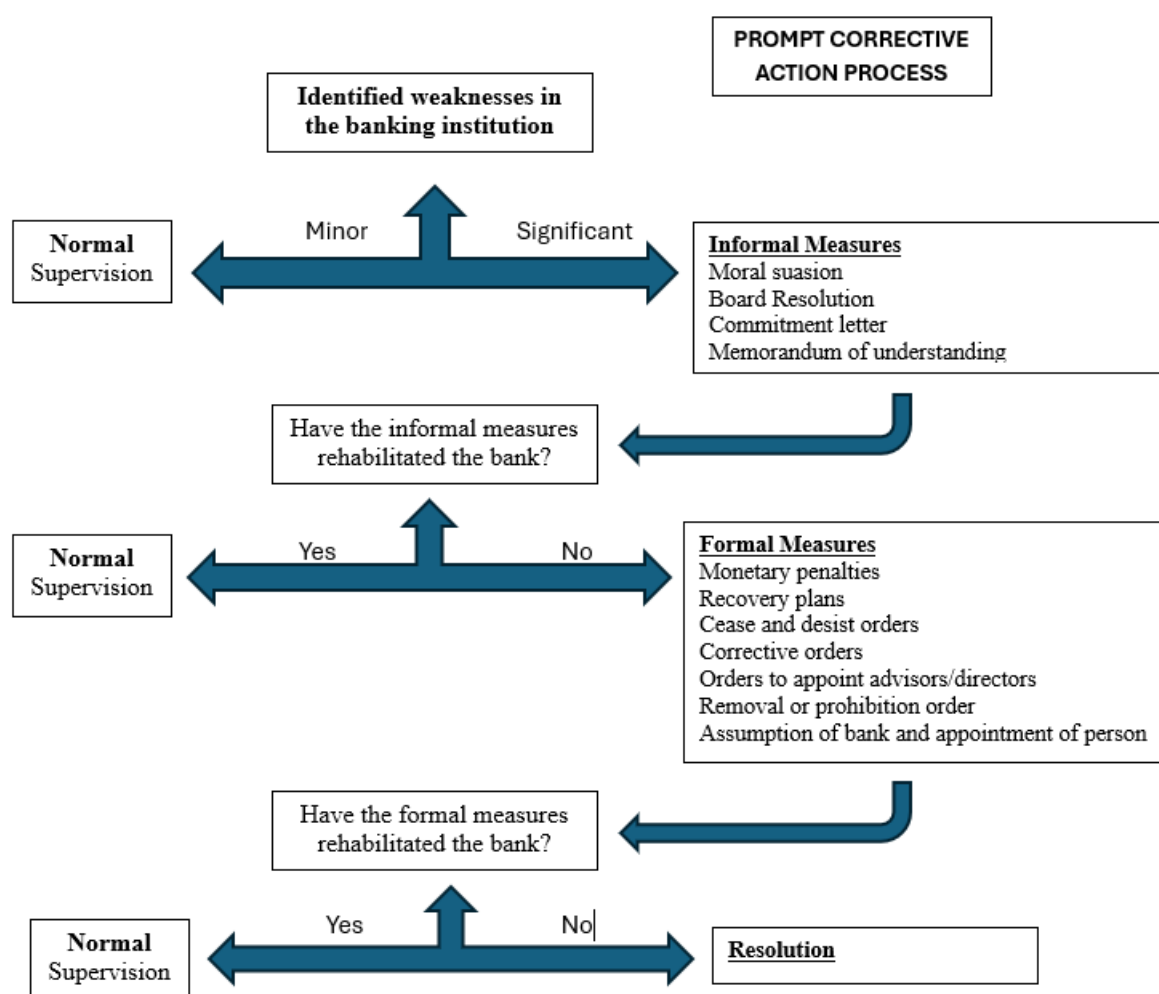 PROMPT CORRECTIVE
ACTION PROCESS
Identified weaknesses in
the banking institution
Minor
Significant
Normal
Supervision
Informal Measures
Moral suasion
Board Resolution
Commitment letter
Memorandum of understanding
Have the informal measures
rehabilitated the bank?
Yes
No
Normal
Supervision
Formal Measures
Monetary penalties
Recovery plans
Cease and desist orders
Corrective orders
Orders to appoint advisors/directors
Removal or prohibition order
Assumption of bank and appointment of person
Have the formal measures
rehabilitated the bank?
Yes
No
Normal
Supervision
Resolution